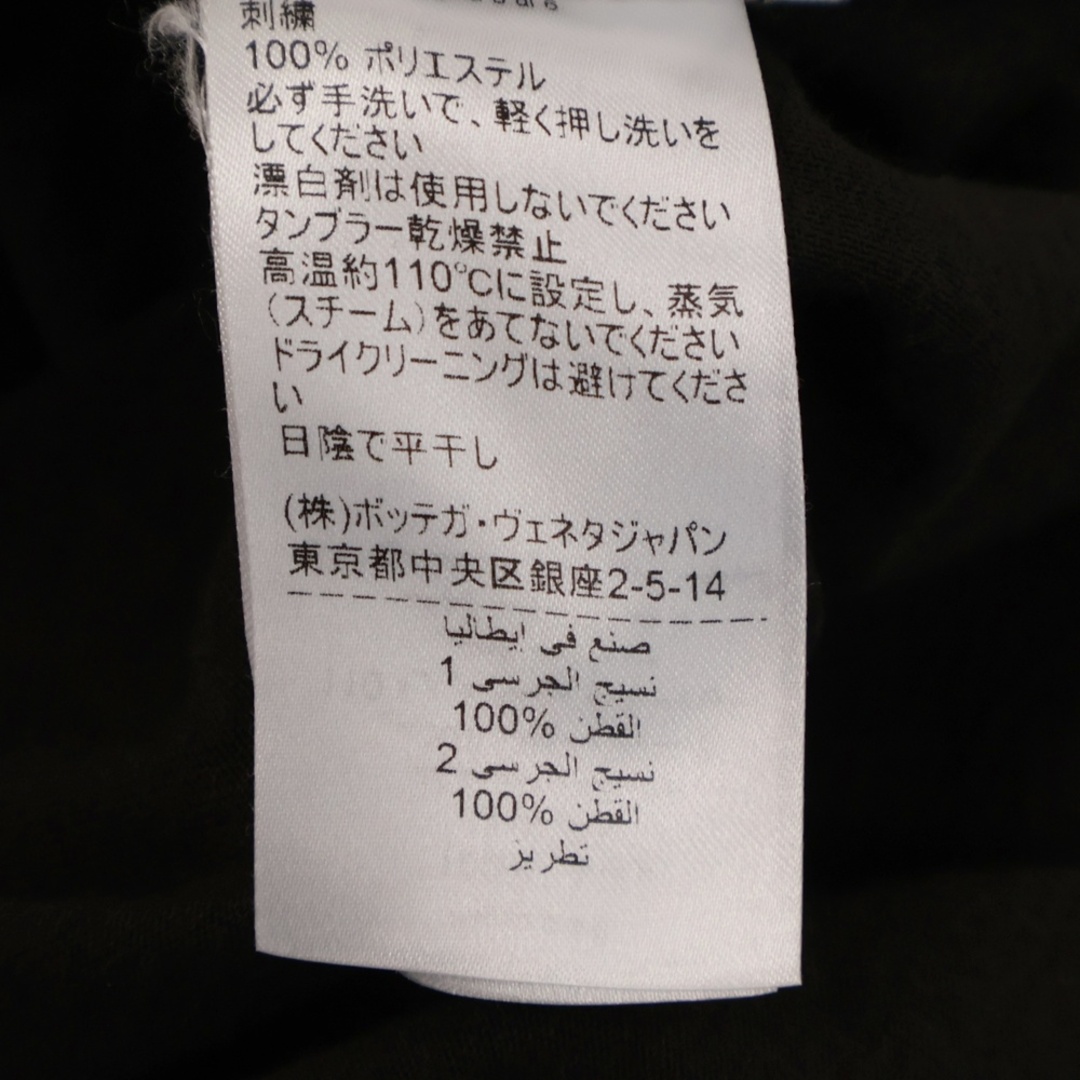 刺繍
100% ポリエステル
必ず手洗いで、軽く押し洗いを
してください
漂白剤は使用しないでください
タンブラー乾燥禁止
高温約110℃に設定し、蒸気
(スチーム)をあてないでください
ドライクリーニングは避けてくださ
い
日陰で平干し
(株)ボッテガ・ヴェネタジャパン
東京都中央区銀座2-5-14
صنع في إيطاليا
نسيج الجرسي 1
القطن 100%
نسيج الجرسي 2
القطن 100%
تطريز